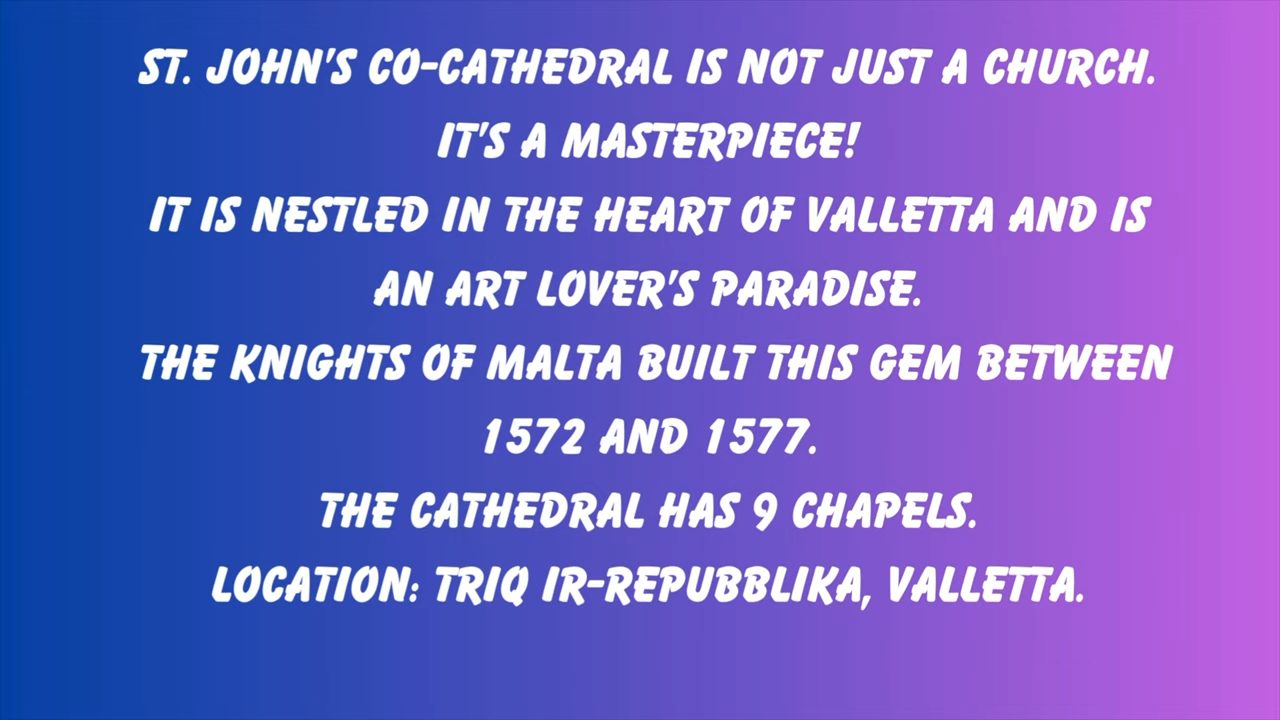 ST. JOHN'S CO-CATHEDRAL IS NOT JUST A CHURCH.
IT'S A MASTERPIECE!
IT IS NESTLED IN THE HEART OF VALLETTA AND IS
AN ART LOVER'S PARADISE.
THE KNIGHTS OF MALTA BUILT THIS GEM BETWEEN
1572 AND 1577.
THE CATHEDRAL HAS 9 CHAPELS.
LOCATION: TRIQ IR-REPUBBLIKA, VALLETTA.